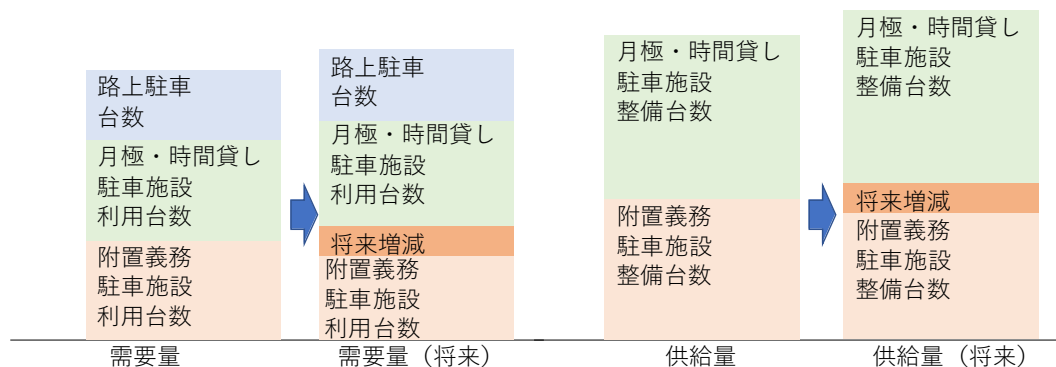 路上駐車
台数
月極・時間貸し
駐車施設
利用台数
附置義務
駐車施設
利用台数
需要量
路上駐車
台数
月極・時間貸し
駐車施設
利用台数
将来増減
附置義務
駐車施設
利用台数
需要量（将来）
月極・時間貸し
駐車施設
整備台数
附置義務
駐車施設
整備台数
供給量
月極・時間貸し
駐車施設
整備台数
将来増減
附置義務
駐車施設
整備台数
供給量（将来）